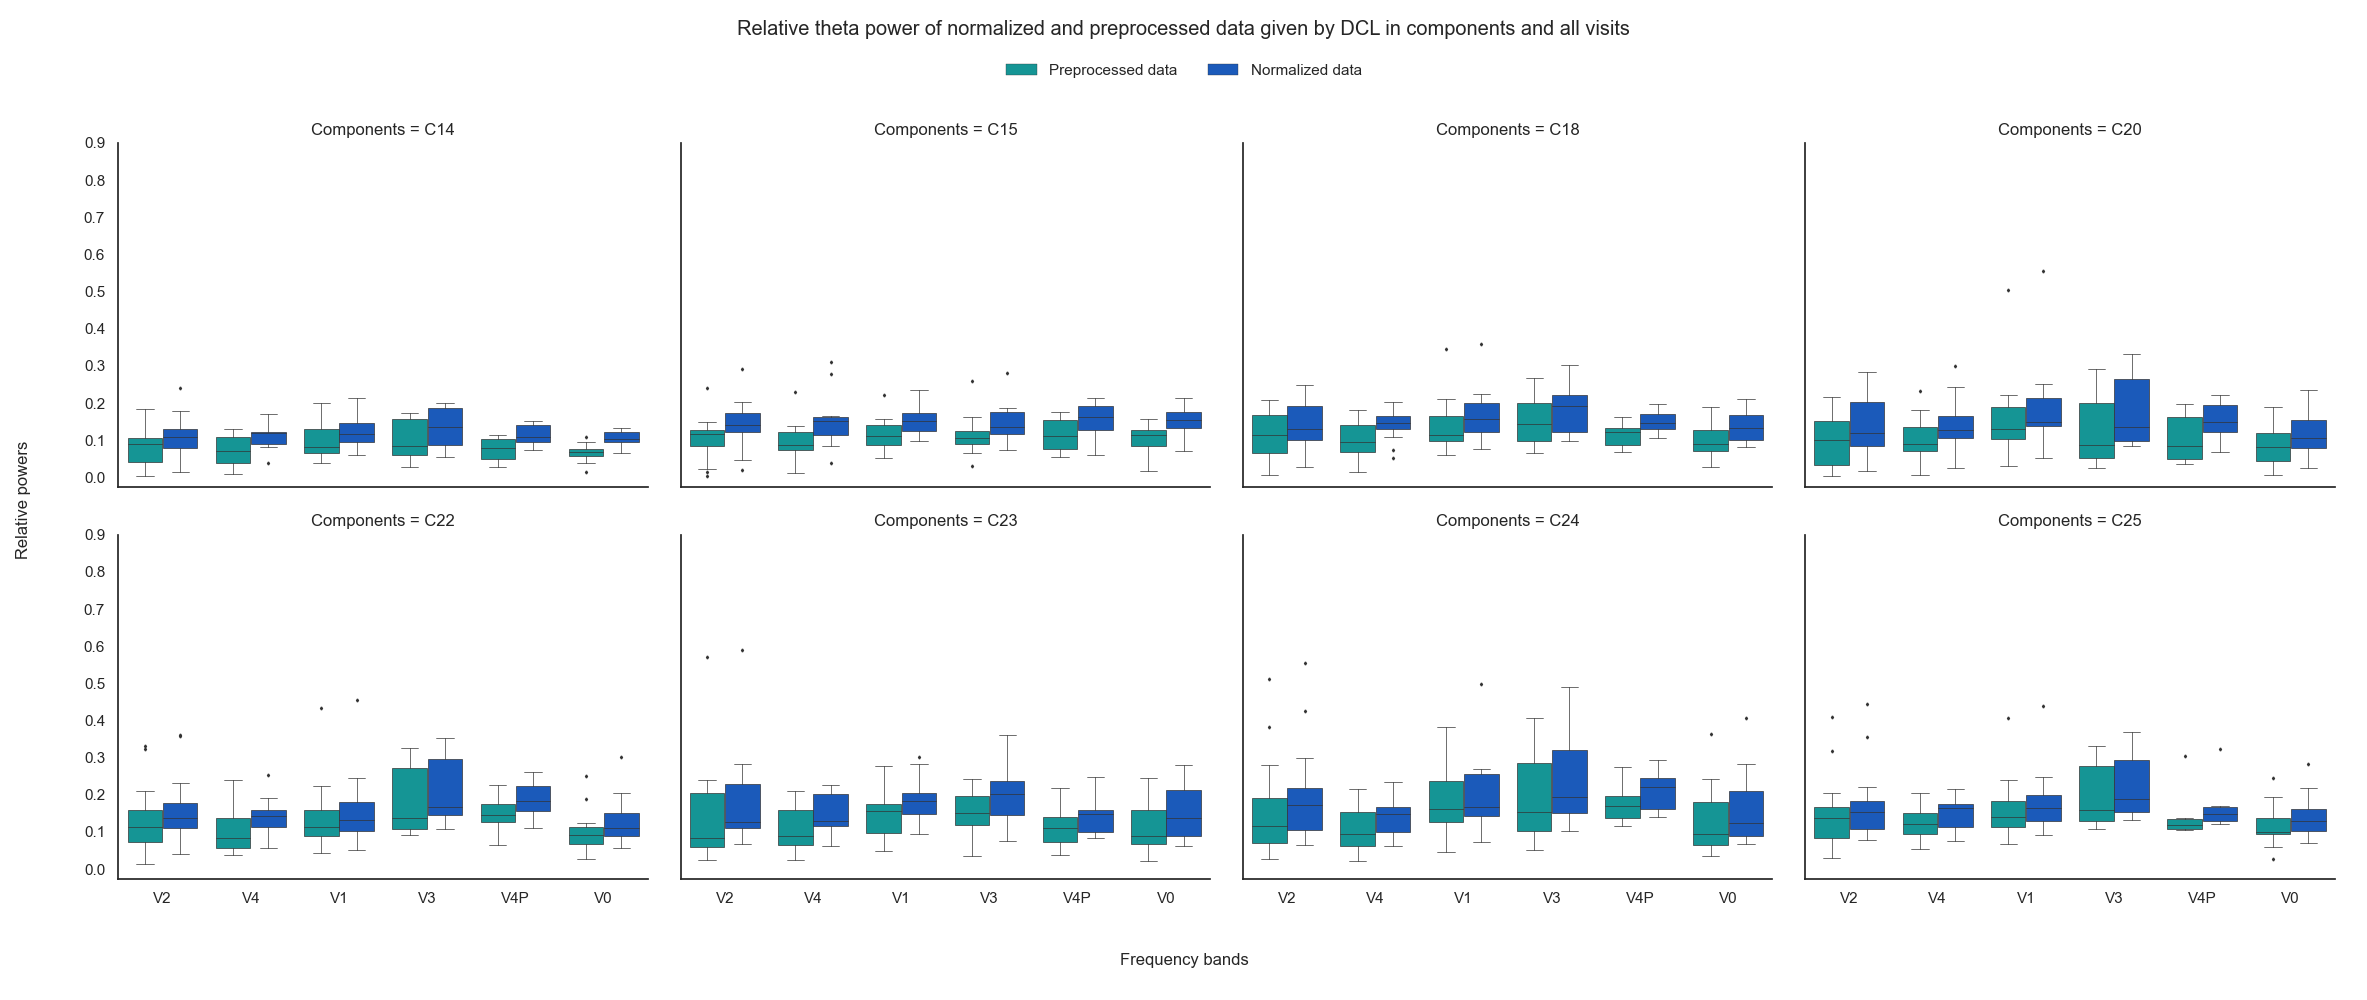 Relative theta power of normalized and preprocessed data given by DCL in components and all visits
Preprocessed data Normalized data
Components = C14 Components = C15 Components = C18 Components = C20
0.9
0.8
0.7
0.6
0.5
0.4
0.3
0.2
0.1
0.0
Relative powers
Components = C22 Components = C23 Components = C24 Components = C25
0.9
0.8
0.7
0.6
0.5
0.4
0.3
0.2
0.1
0.0
V2 V4 V1 V3 V4P V0 V2 V4 V1 V3 V4P V0 V2 V4 V1 V3 V4P V0 V2 V4 V1 V3 V4P V0
Frequency bands